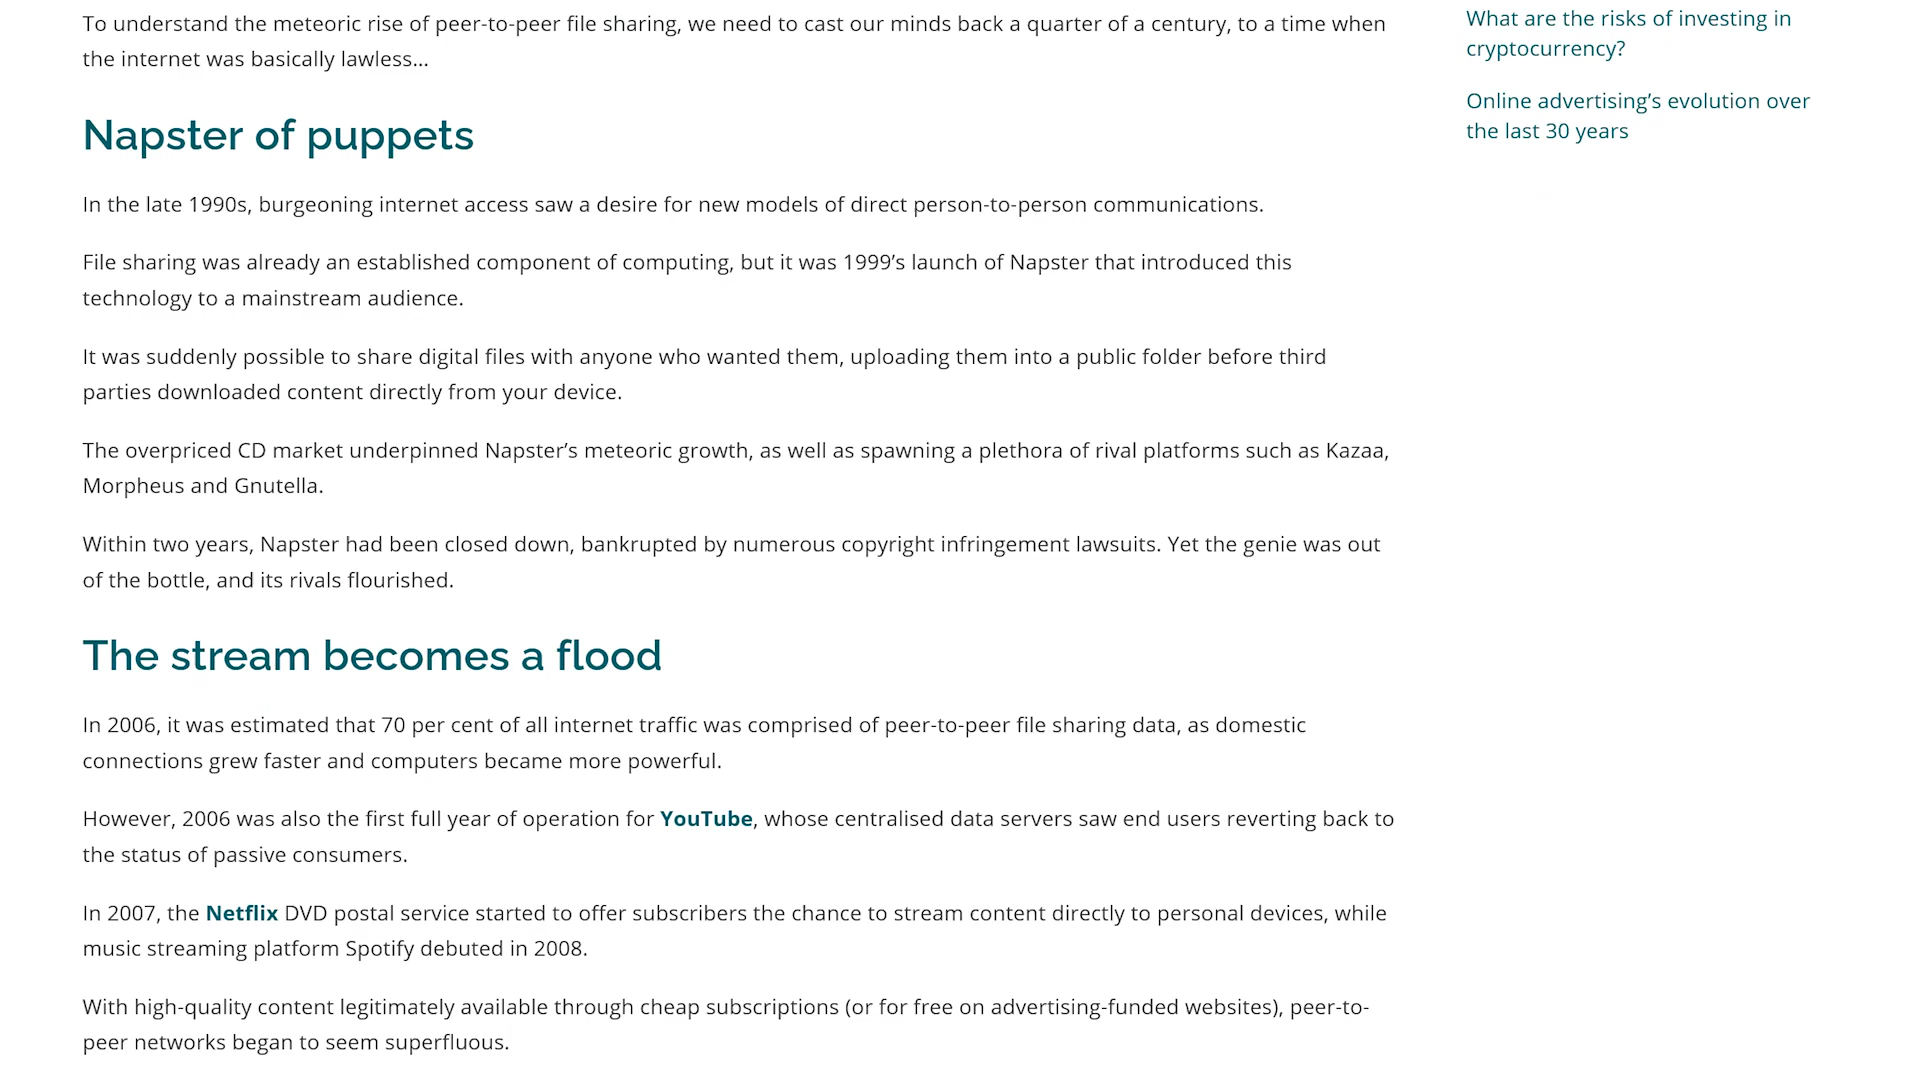 To understand the meteoric rise of peer-to-peer file sharing, we need to cast our minds back a quarter of a century, to a time when
the internet was basically lawless…
Napster of puppets
In the late 1990s, burgeoning internet access saw a desire for new models of direct person-to-person communications.
File sharing was already an established component of computing, but it was 1999’s launch of Napster that introduced this
technology to a mainstream audience.
It was suddenly possible to share digital files with anyone who wanted them, uploading them into a public folder before third
parties downloaded content directly from your device.
The overpriced CD market underpinned Napster’s meteoric growth, as well as spawning a plethora of rival platforms such as Kazaa,
Morpheus and Gnutella.
Within two years, Napster had been closed down, bankrupted by numerous copyright infringement lawsuits. Yet the genie was out
of the bottle, and its rivals flourished.
The stream becomes a flood
In 2006, it was estimated that 70 per cent of all internet traffic was comprised of peer-to-peer file sharing data, as domestic
connections grew faster and computers became more powerful.
However, 2006 was also the first full year of operation for YouTube, whose centralised data servers saw end users reverting back to
the status of passive consumers.
In 2007, the Netflix DVD postal service started to offer subscribers the chance to stream content directly to personal devices, while
music streaming platform Spotify debuted in 2008.
With high-quality content legitimately available through cheap subscriptions (or for free on advertising-funded websites), peer-to-
peer networks began to seem superfluous.
What are the risks of investing in
cryptocurrency?
Online advertising’s evolution over
the last 30 years